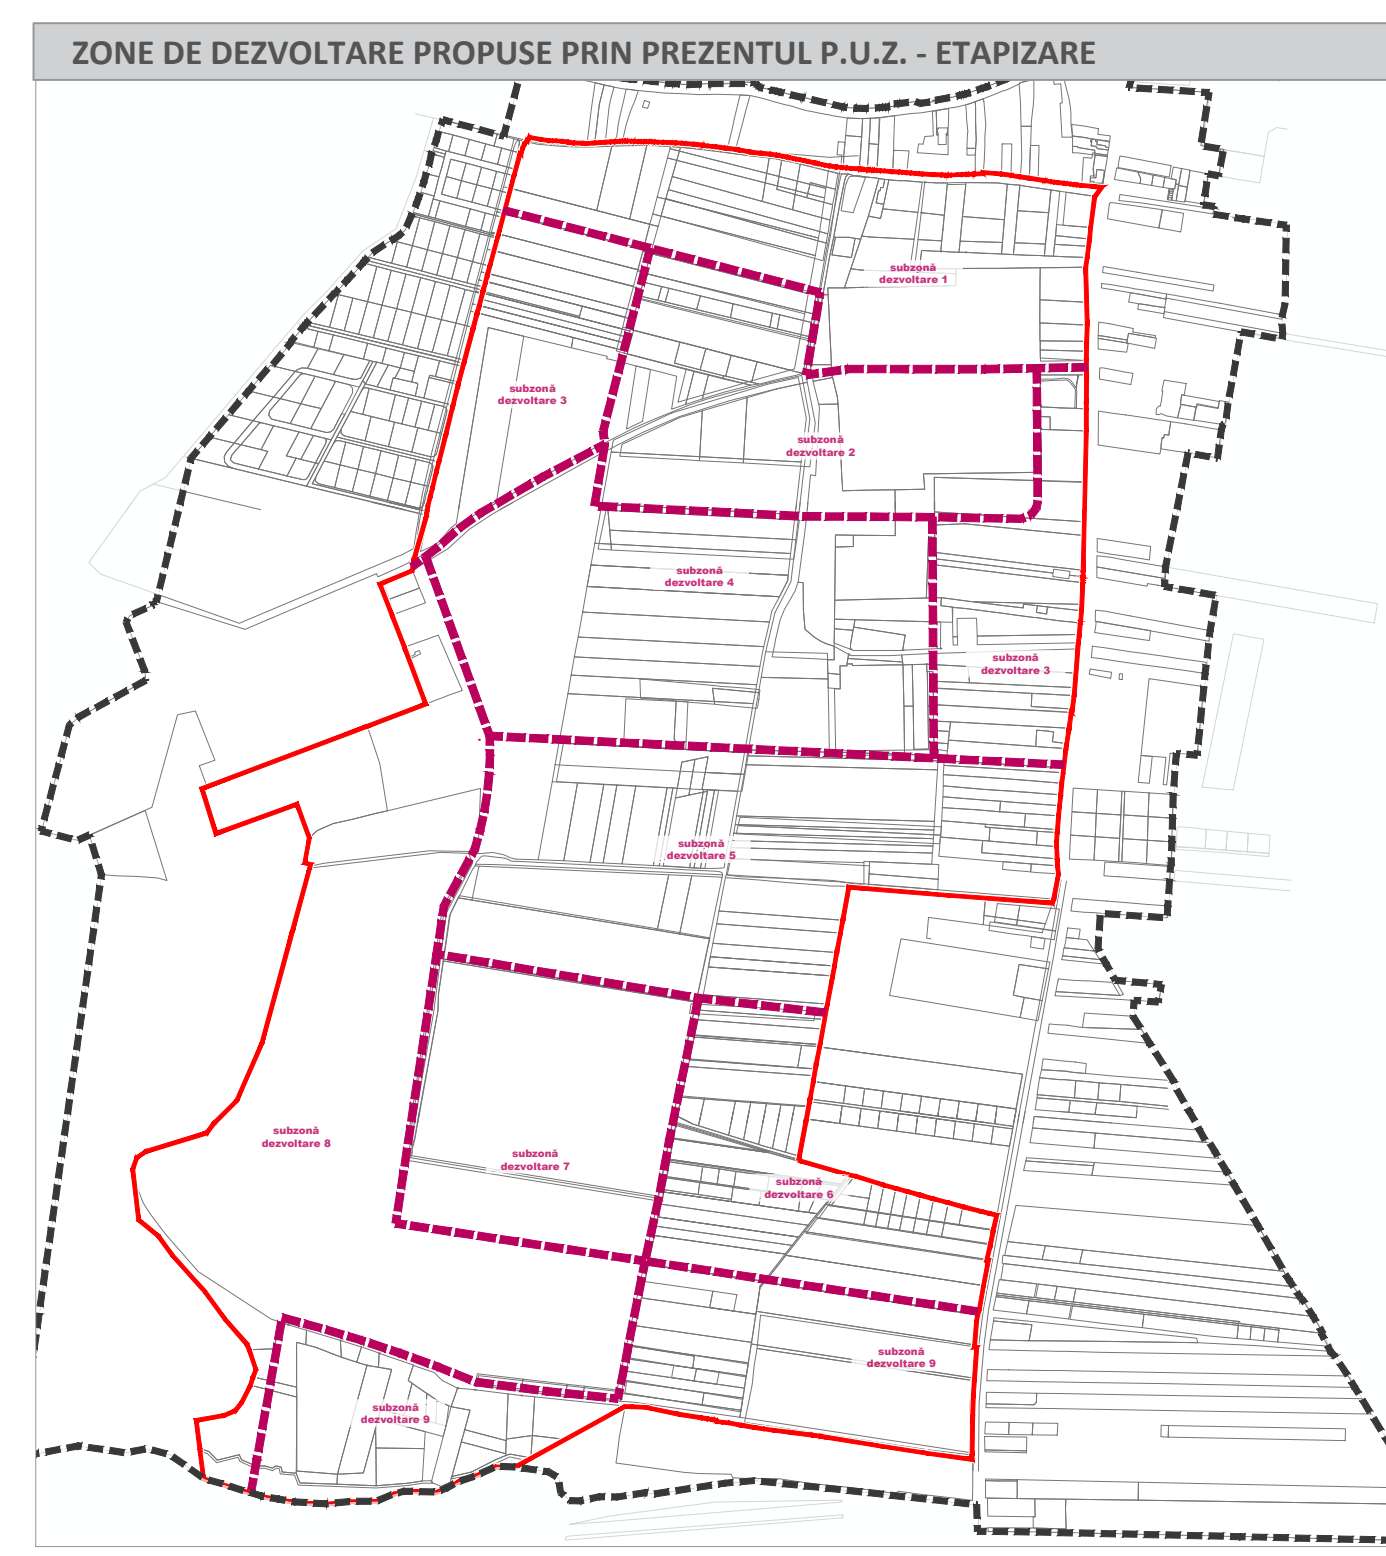 ZONE DE DEZVOLTARE PROPUSE PRIN PREZENTUL P.U.Z. - ETAPIZARE
subzonă
dezvoltare 1
subzonă
dezvoltare 3
subzonă
dezvoltare 2
subzonă
dezvoltare 4
subzonă
dezvoltare 3
subzonă
dezvoltare 5
subzonă
dezvoltare 8
subzonă
dezvoltare 7
subzonă
dezvoltare 6
subzonă
dezvoltare 9
subzonă
dezvoltare 9